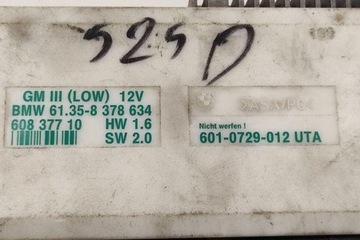 525D
GM III (LOW) 12V
BMW 61.35-8 378 634
608 377 10 HW 1.6
SW 2.0
Nicht werfen !
601-0729-012 UTA